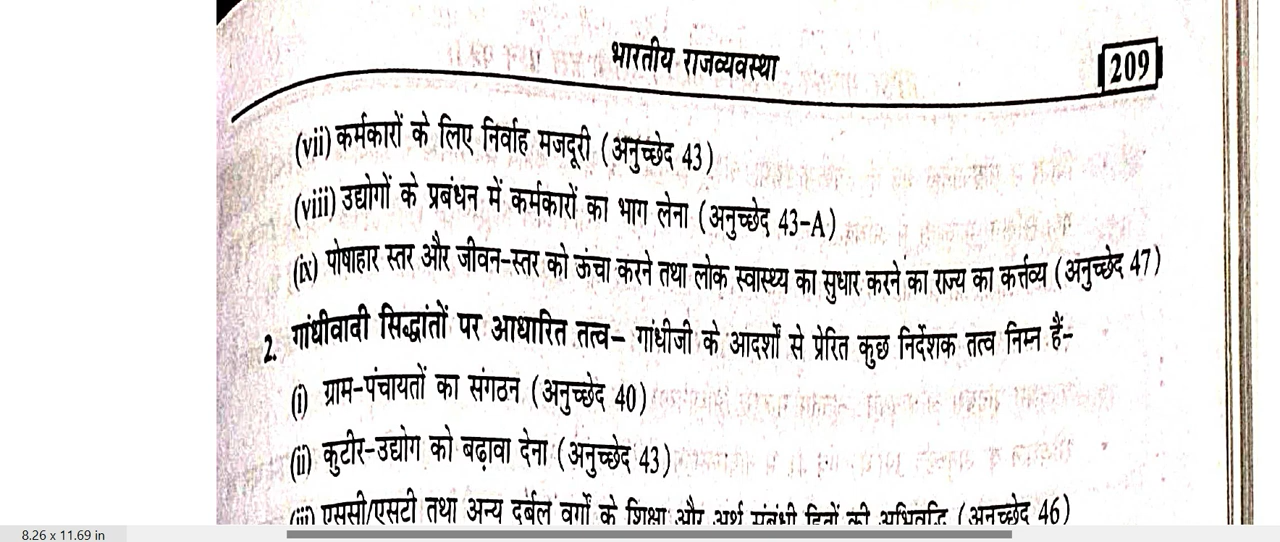 भारतीय राजव्यवस्था
209
(vii) कर्मकारों के लिए निर्वाह मजदूरी (अनुच्छेद 43)
(viii) उद्योगों के प्रबंधन में कर्मकारों का भाग लेना (अनुच्छेद 43-A)
(ix) पोषाहार स्तर और जीवन-स्तर को ऊंचा करने तथा लोक स्वास्थ्य का सुधार करने का राज्य का कर्त्तव्य (अनुच्छेद 47)
2. गांधीवादी सिद्धांतों पर आधारित तत्व- गांधीजी के आदर्शों से प्रेरित कुछ निर्देशक तत्व निम्न हैं-
(i) ग्राम-पंचायतों का संगठन (अनुच्छेद 40)
(ii) कुटीर-उद्योग को बढ़ावा देना (अनुच्छेद 43)
(iii) एससी/एसटी तथा अन्य दुर्बल वर्गों के शिक्षा और अर्थ संबंधी हितों की अभिवृद्धि (अनुच्छेद 46)
8.26 x 11.69 in